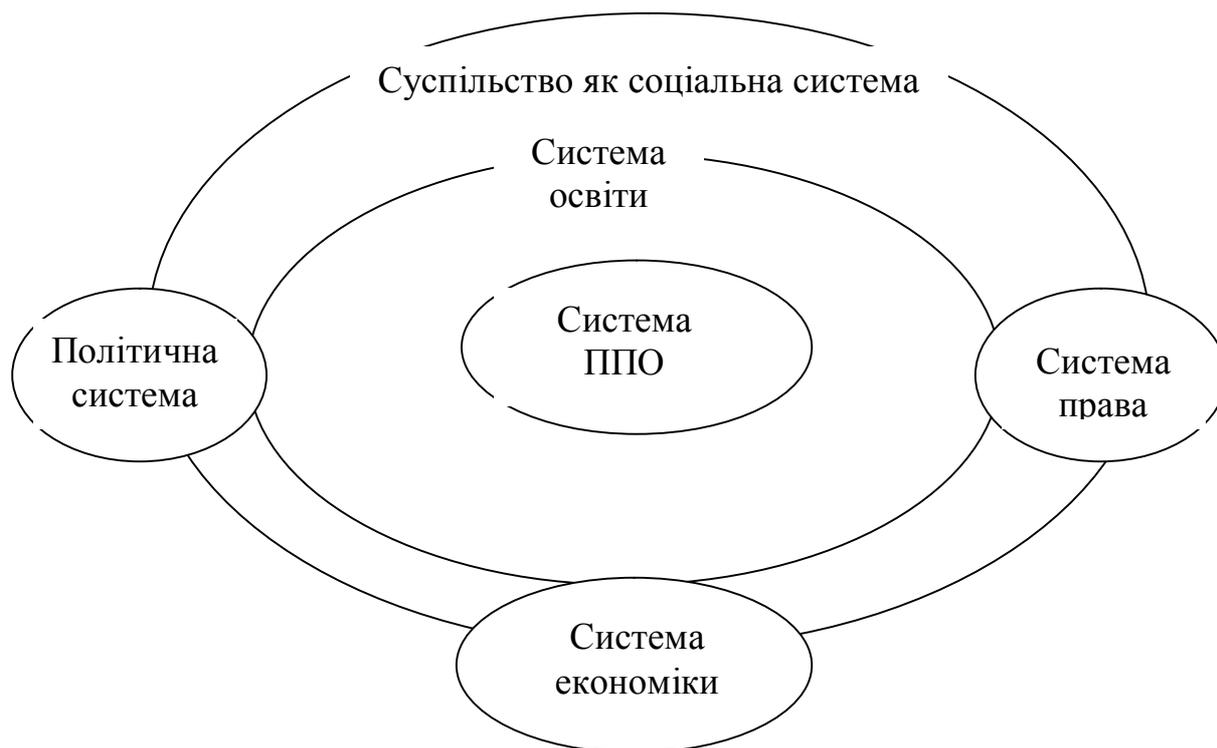 Суспільство як соціальна система
Система
освіти
Система
ППО
Політична
система
Система
права
Система
економіки